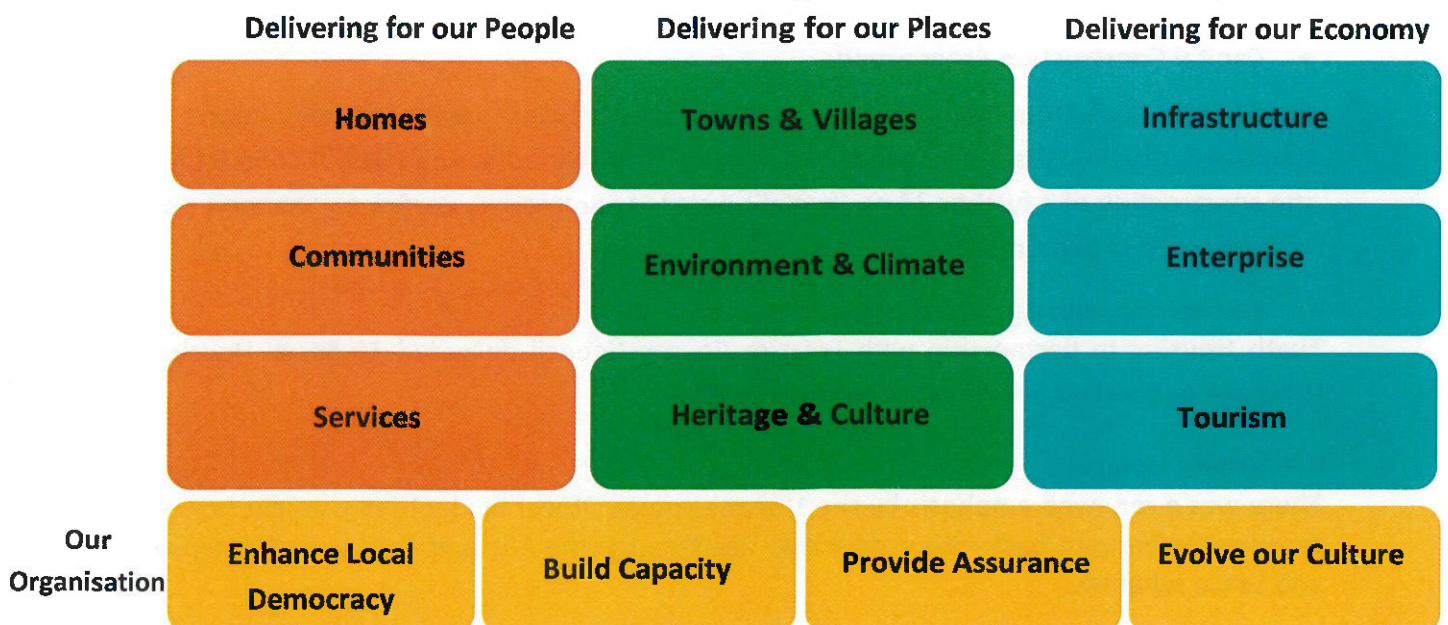 Delivering for our People
Delivering for our Places
Delivering for our Economy
Homes
Towns & Villages
Infrastructure
Communities
Environment & Climate
Enterprise
Services
Heritage & Culture
Tourism
Our
Organisation
Enhance Local
Democracy
Build Capacity
Provide Assurance
Evolve our Culture